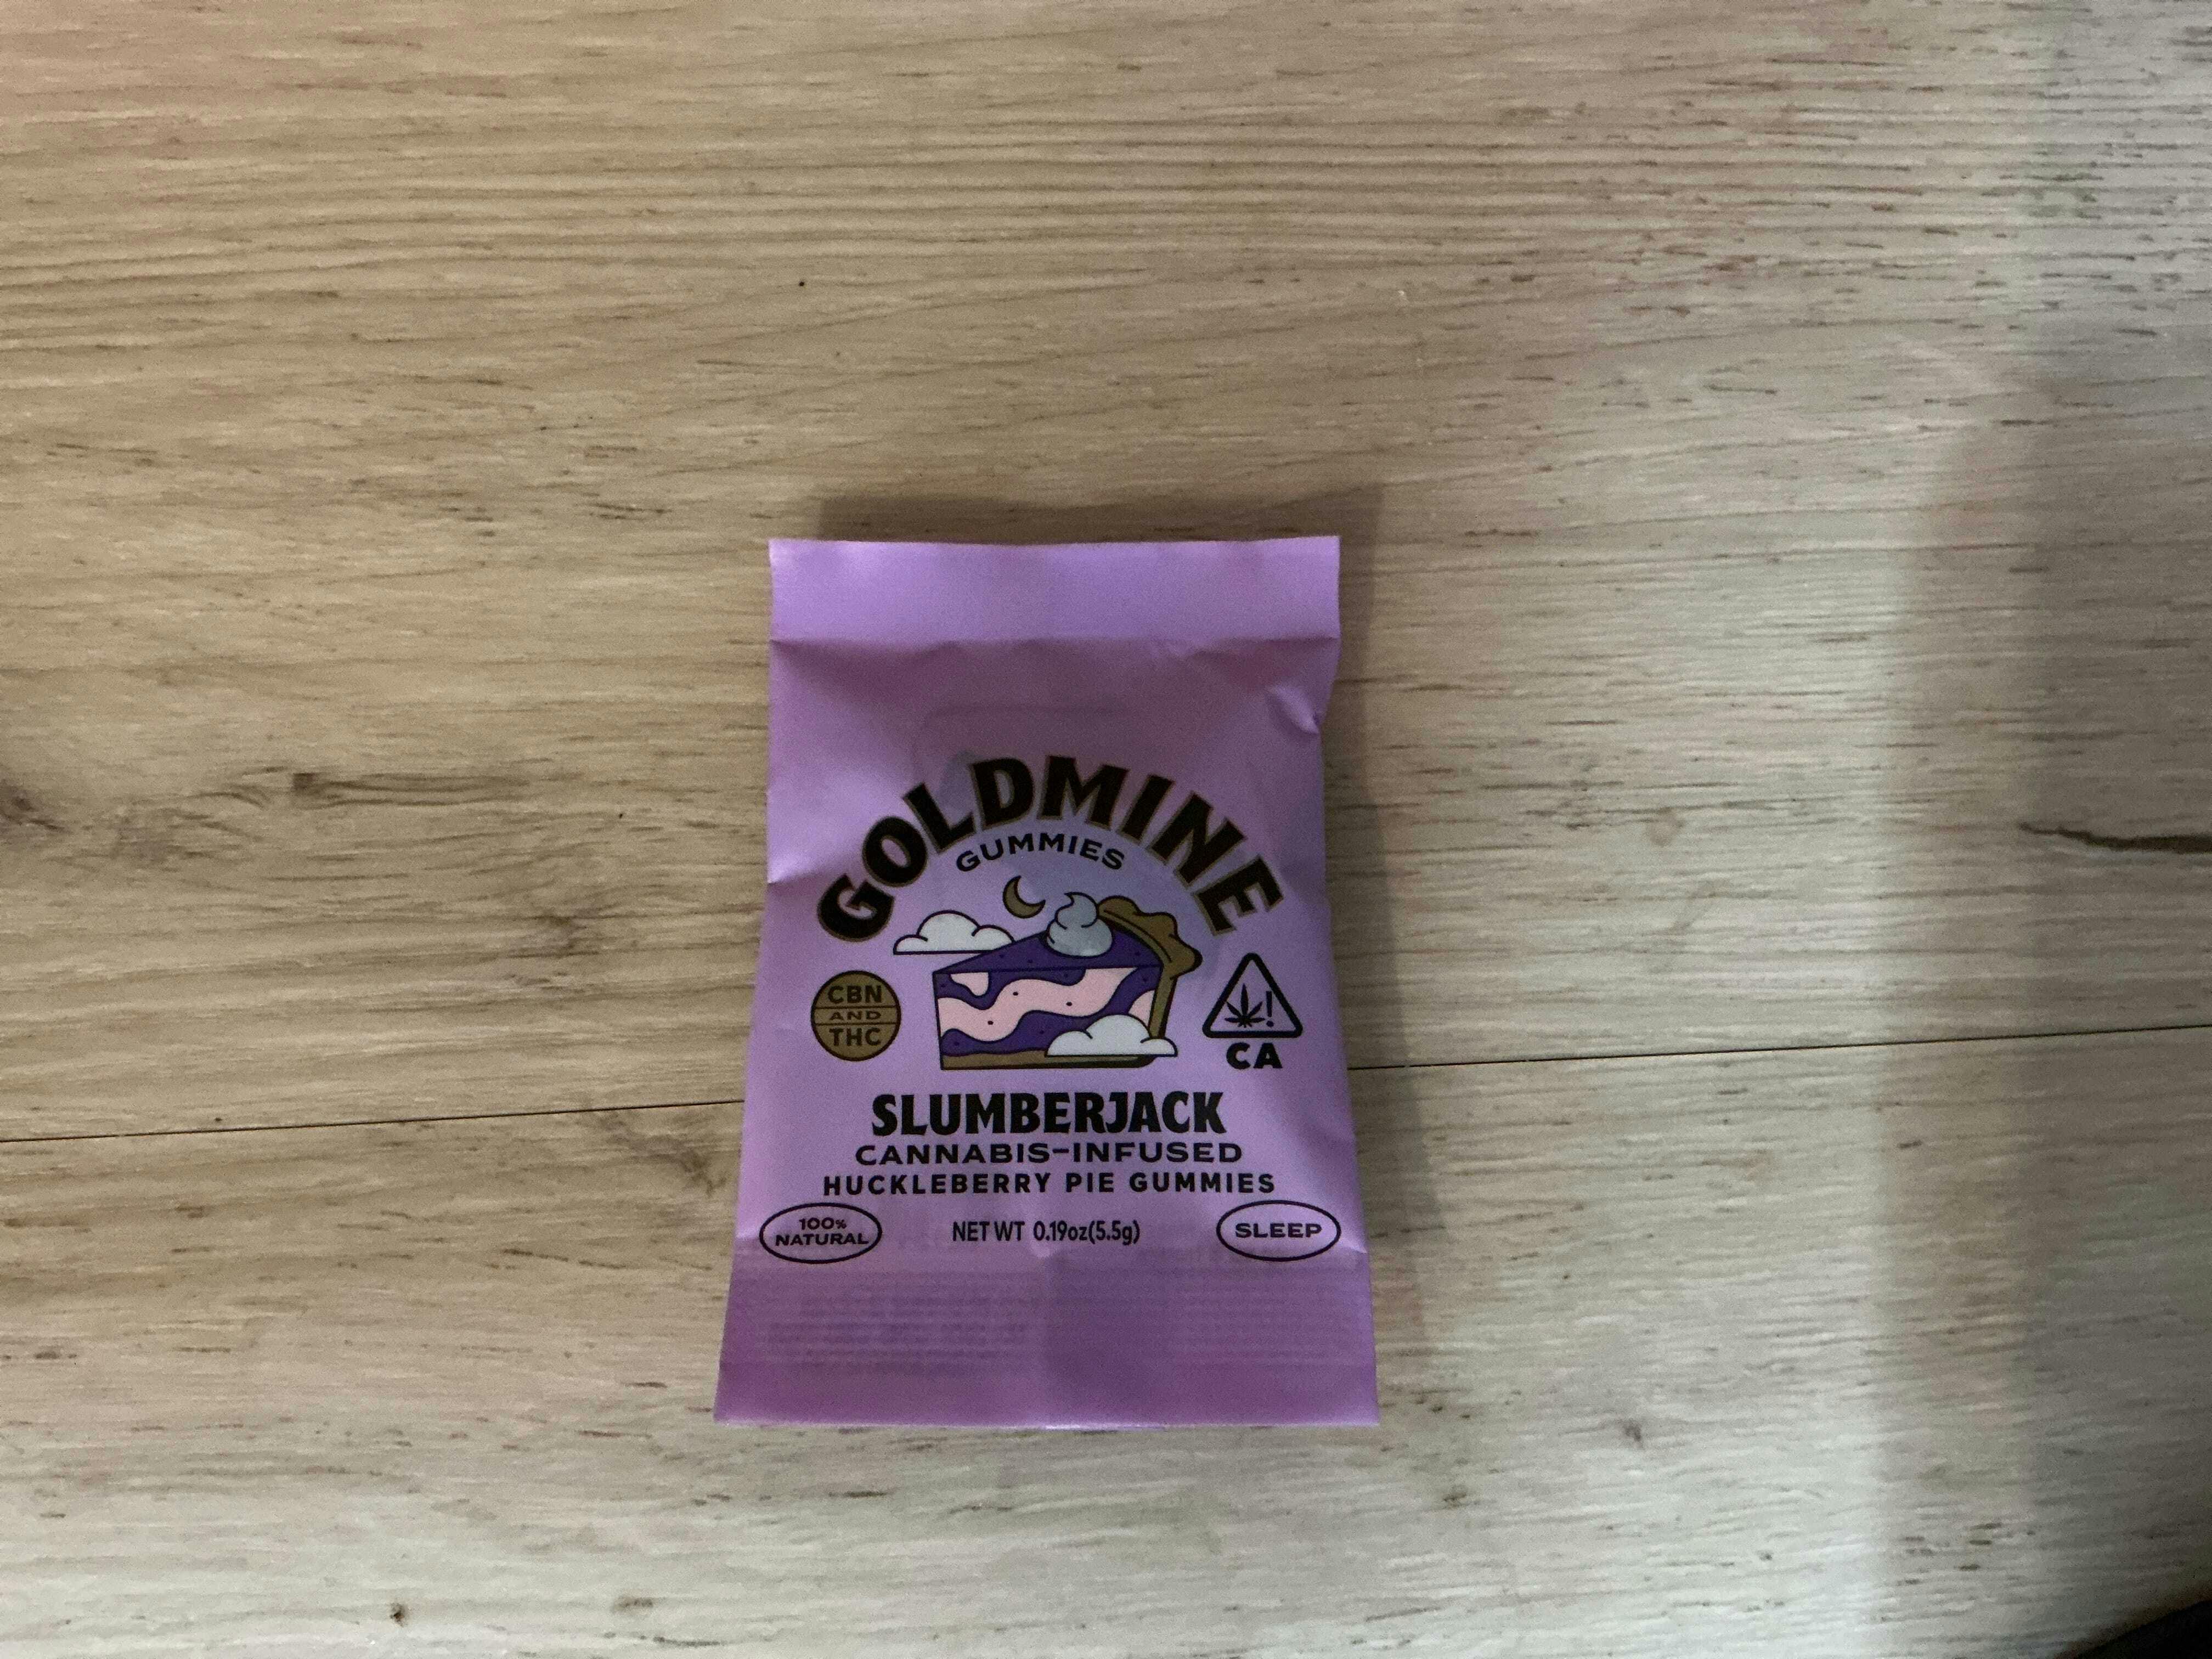 GOLDMINE
GUMMIES
CBN
AND
THC
!
CA
SLUMBERJACK
CANNABIS-INFUSED
HUCKLEBERRY PIE GUMMIES
100%
NATURAL
NET WT 0.19oz(5.5g)
SLEEP